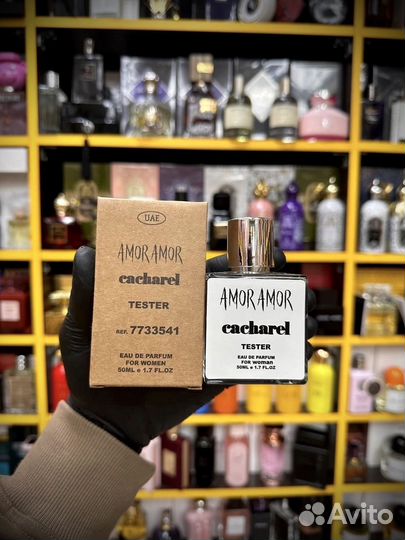 UAE
AMOR AMOR
cacharel
TESTER
REF. 7733541
EAU DE PARFUM
FOR WOMEN
50ML e 1.7 FL.OZ
AMOR AMOR
cacharel
TESTER
EAU DE PARFUM
FOR woman
50ML e 1.7 FL.OZ
Avito